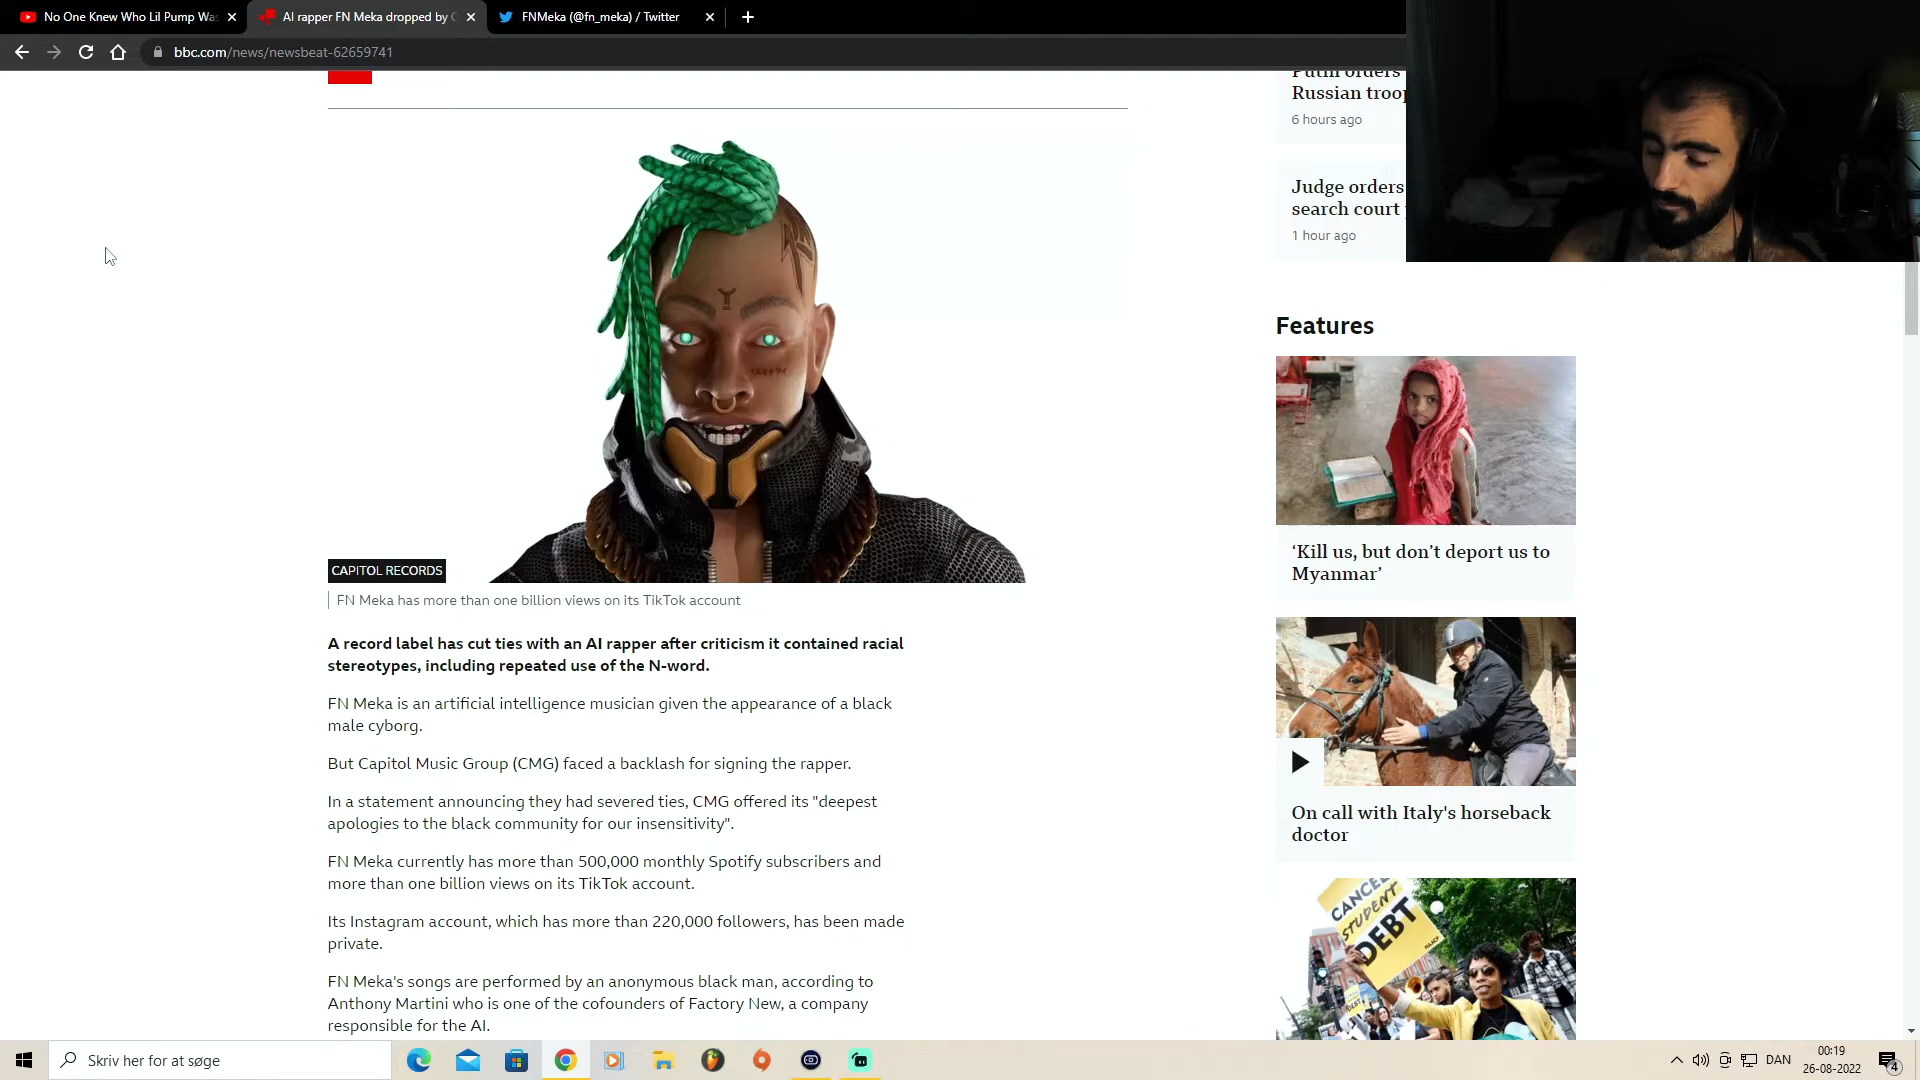 No One Knew Who Lil Pump Wa
AI rapper FN Meka dropped by
FNMeka (@fn_meka) / Twitter
bbc.com/news/newsbeat-62659741
Putin orders
Russian troop
6 hours ago
Judge orders
search court
1 hour ago
CAPITOL RECORDS
FN Meka has more than one billion views on its TikTok account
A record label has cut ties with an AI rapper after criticism it contained racial
stereotypes, including repeated use of the N-word.
FN Meka is an artificial intelligence musician given the appearance of a black
male cyborg.
But Capitol Music Group (CMG) faced a backlash for signing the rapper.
In a statement announcing they had severed ties, CMG offered its "deepest
apologies to the black community for our insensitivity".
FN Meka currently has more than 500,000 monthly Spotify subscribers and
more than one billion views on its TikTok account.
Its Instagram account, which has more than 220,000 followers, has been made
private.
FN Meka's songs are performed by an anonymous black man, according to
Anthony Martini who is one of the cofounders of Factory New, a company
responsible for the AI.
Features
‘Kill us, but don’t deport us to
Myanmar’
On call with Italy's horseback
doctor
CANCEL
STUDENT
DEBT
Skriv her for at søge
DAN
00:19
26-08-2022
4